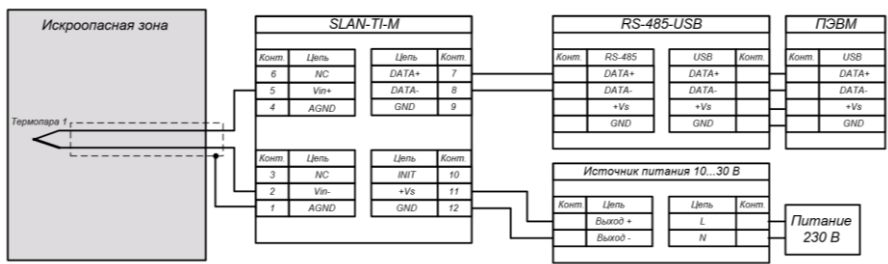 Искроопасная зона
Термопара 1
SLAN-TI-M
Конт. Цепь Цепь Конт.
6 NC DATA+ 7
5 Vin+ DATA- 8
4 AGND GND 9
Конт. Цепь Цепь Конт.
3 NC INIT 10
2 Vin- +Vs 11
1 AGND GND 12
RS-485-USB
Конт. RS-485 USB Конт.
DATA+ DATA+
DATA- DATA-
+Vs +Vs
GND GND
ПЭВМ
Конт. USB
DATA+
DATA-
+Vs
GND
Источник питания 10...30 В
Конт. Цепь Цепь Конт.
Выход + L
Выход - N
Питание
230 В